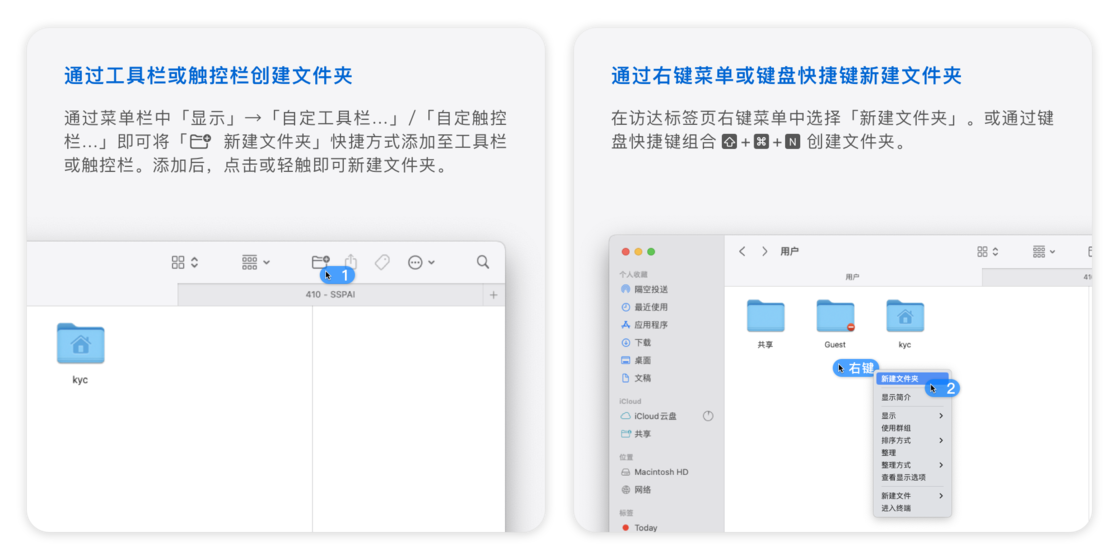 通过工具栏或触控栏创建文件夹
通过菜单栏中「显示」→「自定工具栏…」/「自定触控
栏…」即可将「 新建文件夹」快捷方式添加至工具栏
或触控栏。添加后，点击或轻触即可新建文件夹。
1
410 - SSPAI
kyc
通过右键菜单或键盘快捷键新建文件夹
在访达标签页右键菜单中选择「新建文件夹」。或通过键
盘快捷键组合 ⇧ + ⌘ + N 创建文件夹。
用户
用户
41
个人收藏
隔空投送
最近使用
应用程序
下载
桌面
文稿
iCloud
iCloud 云盘
共享
位置
Macintosh HD
网络
标签
Today
共享
Guest
kyc
右键
新建文件夹
2
显示简介
显示
使用群组
排序方式
整理
整理方式
查看显示选项
新建文件
进入终端